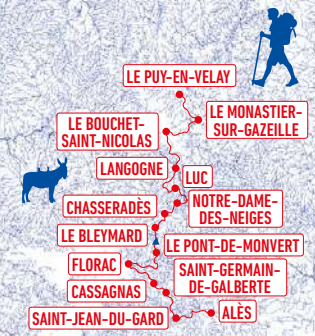 LE PUY-EN-VELAY
LE MONASTIER-
SUR-GAZEILLE
LE BOUCHET-
SAINT-NICOLAS
LANGOGNE
LUC
NOTRE-DAME-
DES-NEIGES
CHASSERADÈS
LE BLEYMARD
LE PONT-DE-MONVERT
FLORAC
SAINT-GERMAIN-
DE-GALBERTE
CASSAGNAS
SAINT-JEAN-DU-GARD
ALÈS